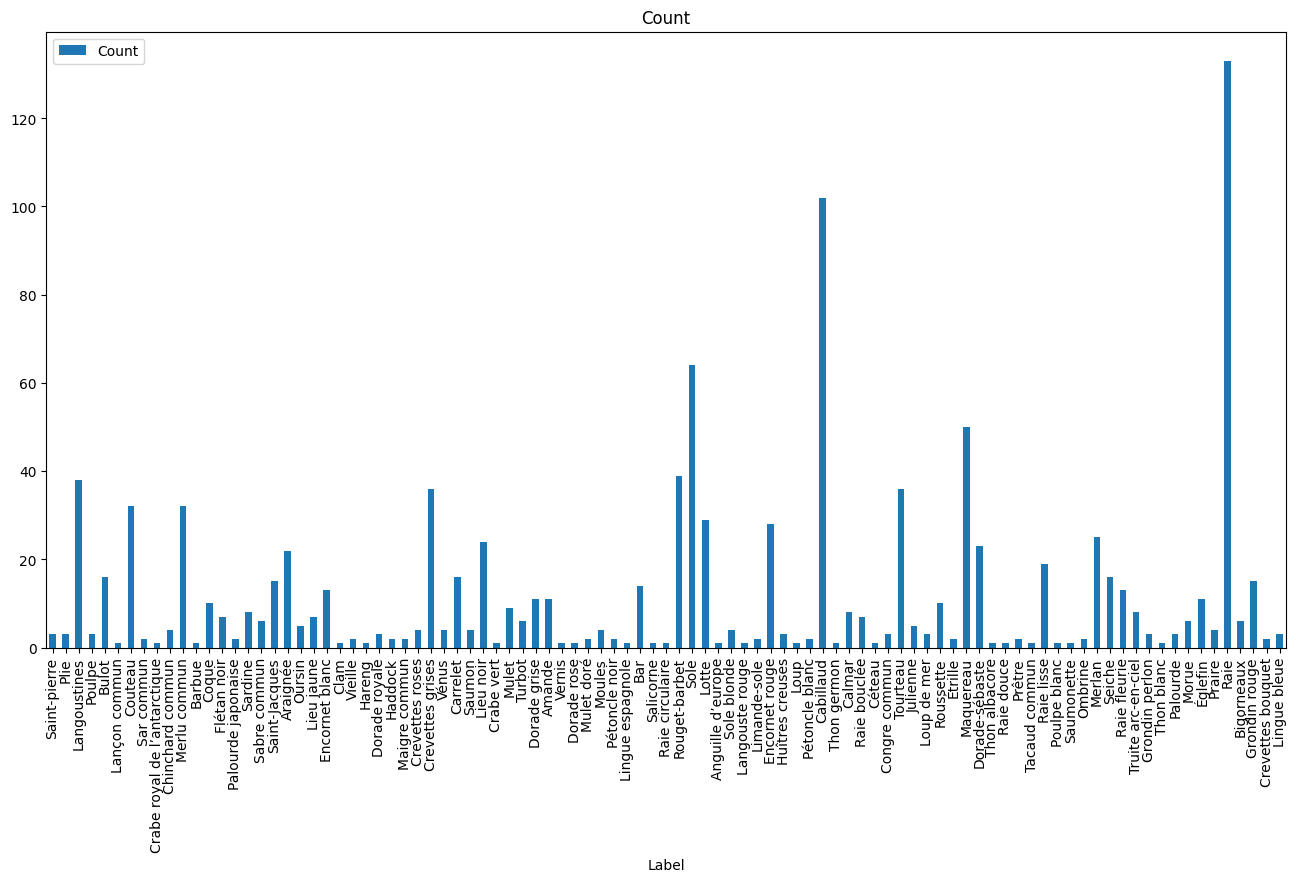 Count
Count
120
100
80
60
40
20
0
Saint-pierre
Plie
Langoustines
Poulpe
Bulot
Lançon commun
Couteau
Sar commun
Crabe royal de l'antarctique
Chinchard commun
Merlu commun
Barbue
Coque
Flétan noir
Palourde japonaise
Sardine
Sabre commun
Saint-Jacques
Araignée
Oursin
Lieu jaune
Encornet blanc
Clam
Vieille
Hareng
Dorade royale
Haddock
Maigre commun
Crevettes roses
Crevettes grises
Vénus
Carrelet
Saumon
Lieu noir
Crabe vert
Mulet
Turbot
Dorade grise
Amande
Vernis
Dorade rose
Mulet doré
Moules
Pétoncle noir
Lingue espagnole
Bar
Salicorne
Raie circulaire
Rouget-barbet
Sole
Lotte
Anguille d'europe
Sole blonde
Langouste rouge
Limande-sole
Encornet rouge
Huîtres creuses
Loup
Pétoncle blanc
Cabillaud
Thon germon
Calmar
Raie bouclée
Céteau
Congre commun
Tourteau
Julienne
Loup de mer
Roussette
Etrille
Maquereau
Dorade-sébaste
Thon albacore
Raie douce
Prêtre
Tacaud commun
Raie lisse
Poulpe blanc
Saumonette
Ombrine
Merlan
Seiche
Raie fleurie
Truite arc-en-ciel
Grondin perlon
Thon blanc
Palourde
Morue
Eglefin
Praire
Raie
Bigorneaux
Grondin rouge
Crevettes bouquet
Lingue bleue
Label